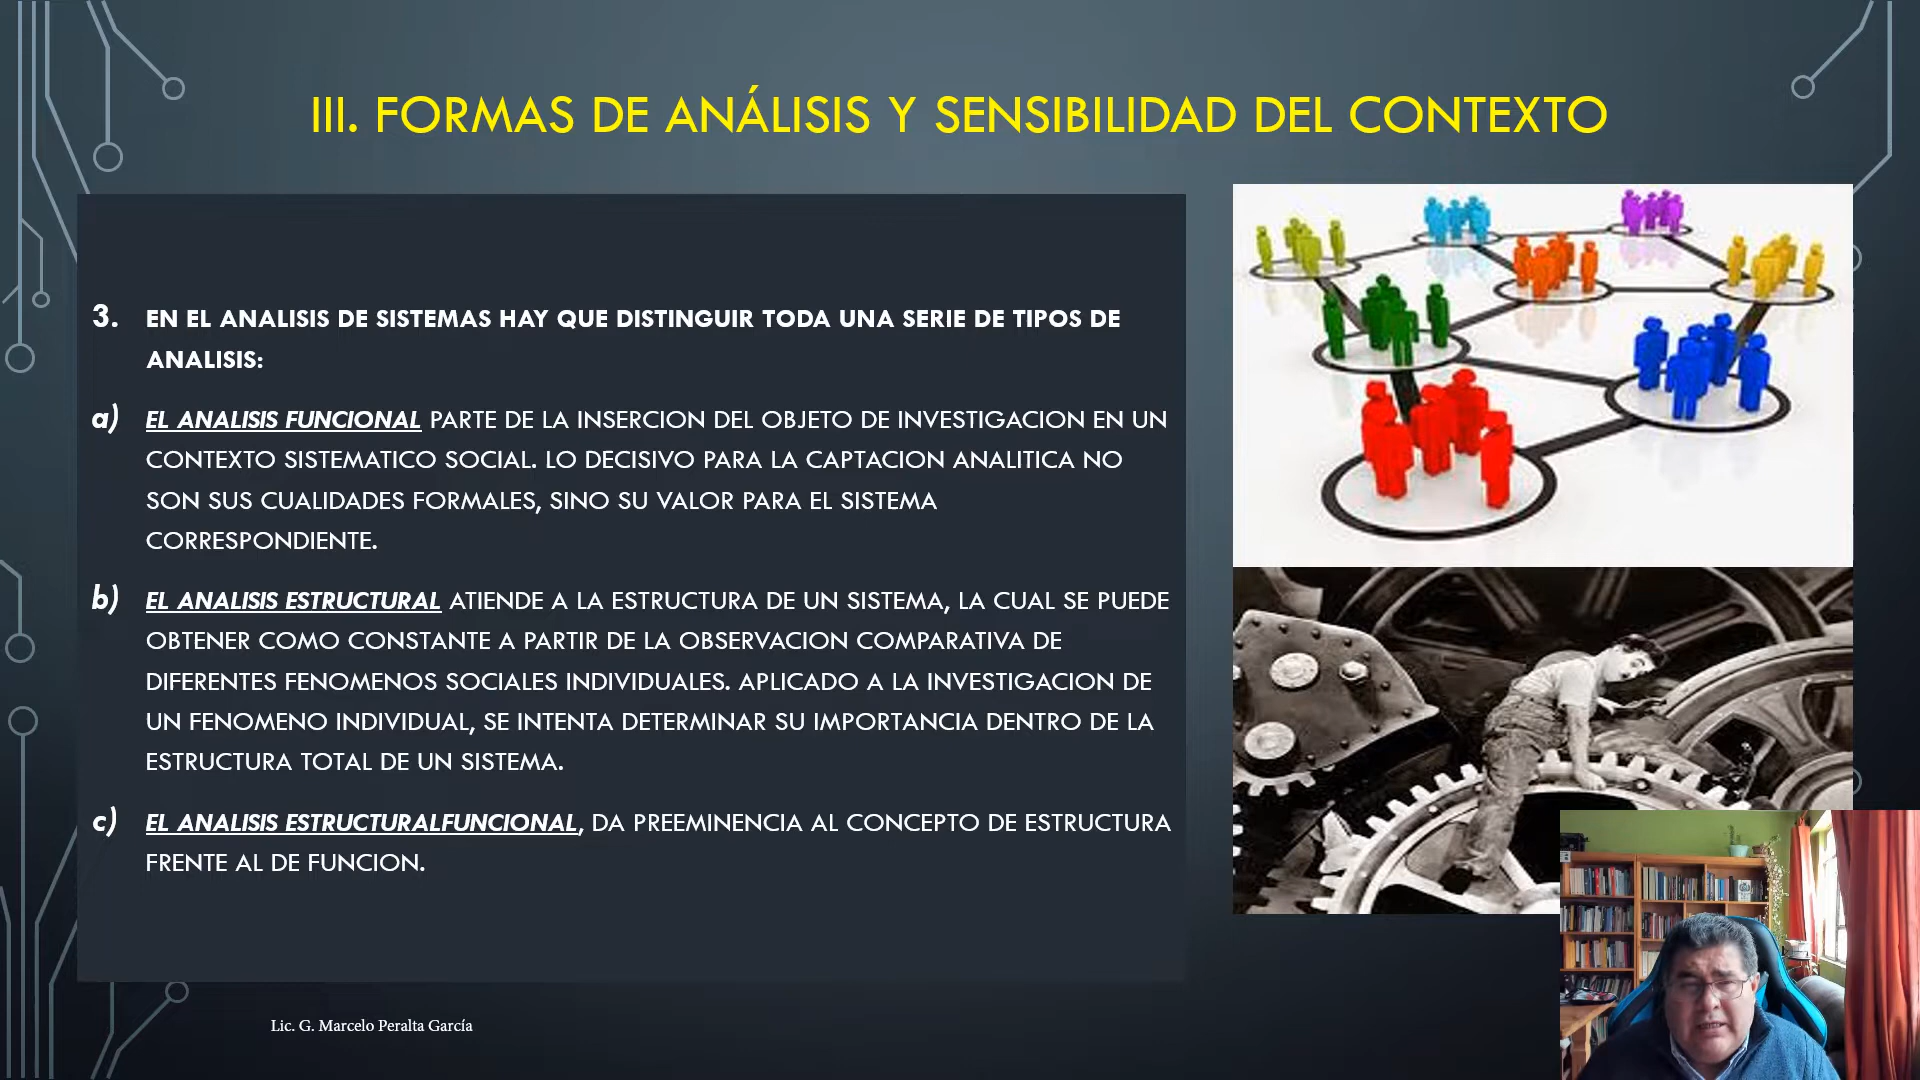 III. FORMAS DE ANÁLISIS Y SENSIBILIDAD DEL CONTEXTO
3. EN EL ANALISIS DE SISTEMAS HAY QUE DISTINGUIR TODA UNA SERIE DE TIPOS DE
ANALISIS:
a) EL ANALISIS FUNCIONAL PARTE DE LA INSERCION DEL OBJETO DE INVESTIGACION EN UN
CONTEXTO SISTEMATICO SOCIAL. LO DECISIVO PARA LA CAPTACION ANALITICA NO
SON SUS CUALIDADES FORMALES, SINO SU VALOR PARA EL SISTEMA
CORRESPONDIENTE.
b) EL ANALISIS ESTRUCTURAL ATIENDE A LA ESTRUCTURA DE UN SISTEMA, LA CUAL SE PUEDE
OBTENER COMO CONSTANTE A PARTIR DE LA OBSERVACION COMPARATIVA DE
DIFERENTES FENOMENOS SOCIALES INDIVIDUALES. APLICADO A LA INVESTIGACION DE
UN FENOMENO INDIVIDUAL, SE INTENTA DETERMINAR SU IMPORTANCIA DENTRO DE LA
ESTRUCTURA TOTAL DE UN SISTEMA.
c) EL ANALISIS ESTRUCTURALFUNCIONAL, DA PREEMINENCIA AL CONCEPTO DE ESTRUCTURA
FRENTE AL DE FUNCION.
Lic. G. Marcelo Peralta García